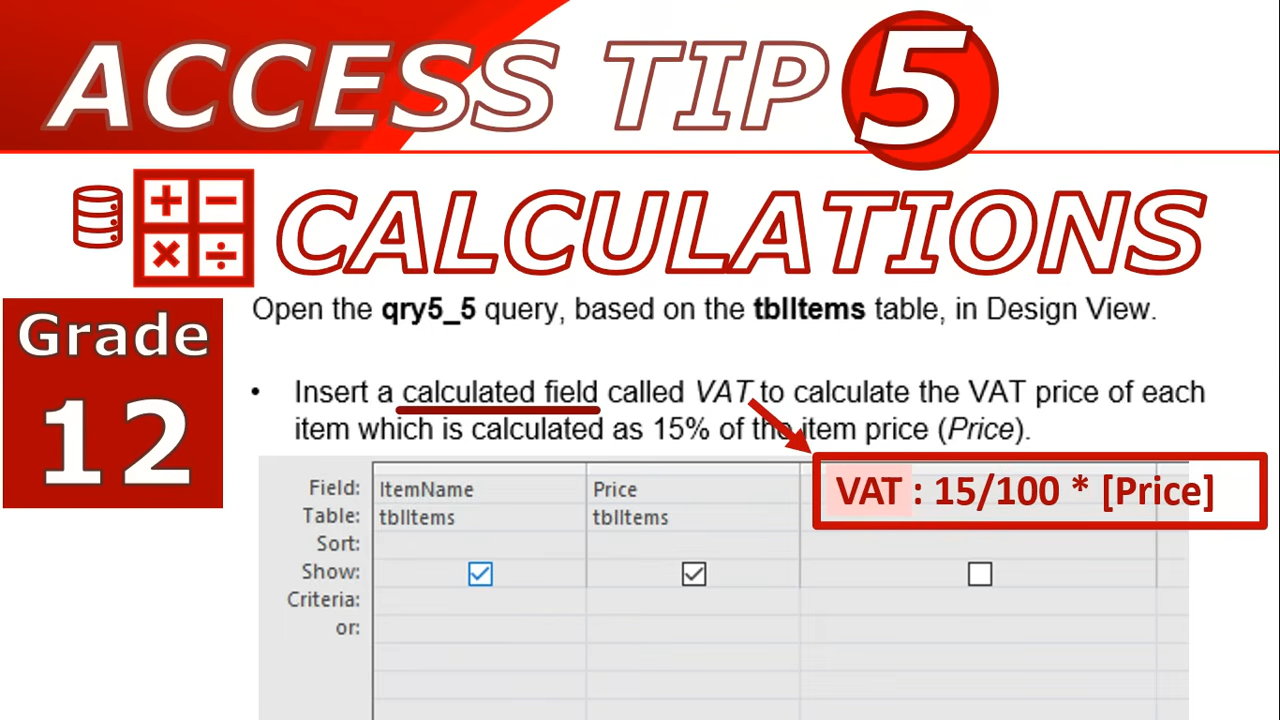 ACCESS TIP 5
CALCULATIONS
Grade
12
Open the qry5_5 query, based on the tblItems table, in Design View.
• Insert a calculated field called VAT to calculate the VAT price of each
item which is calculated as 15% of the item price (Price).
VAT : 15/100 * [Price]
Field: ItemName Price
Table: tblItems tblItems
Sort:
Show:
Criteria:
or: